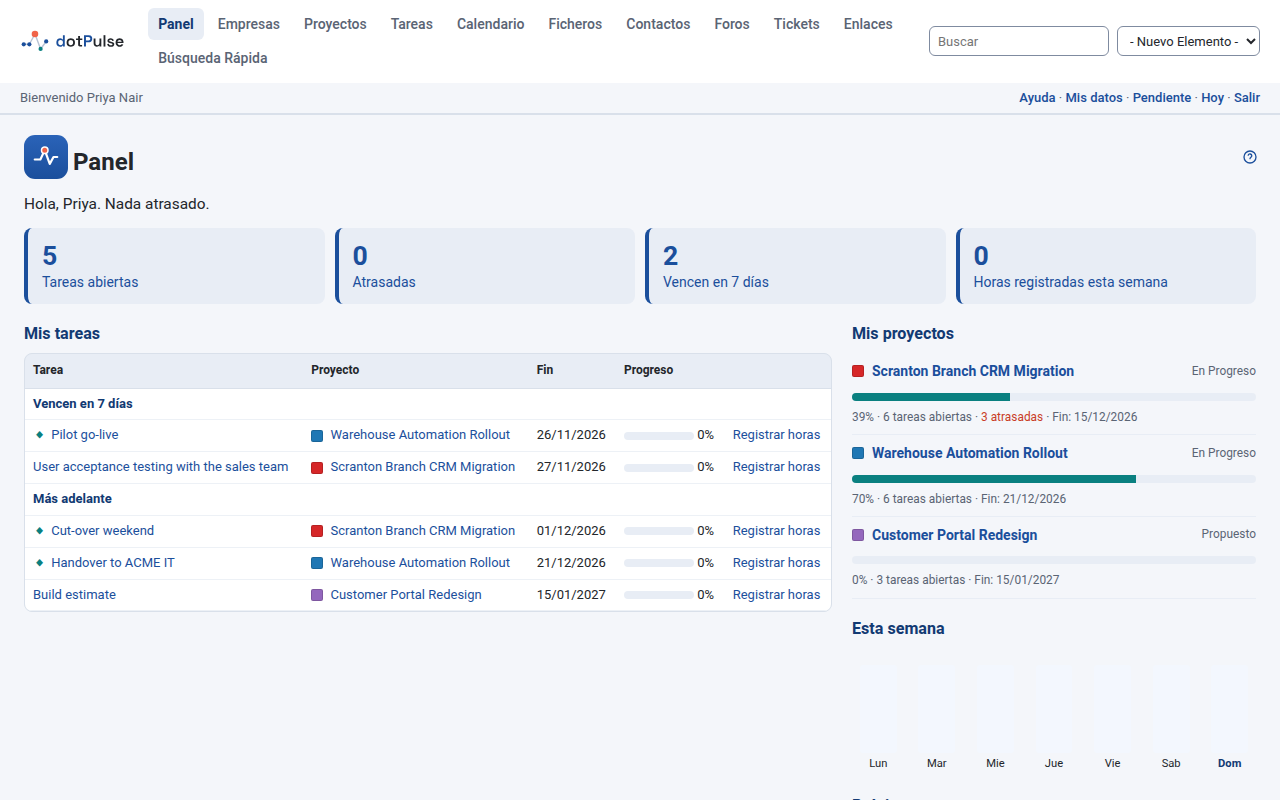 dotPulse
Panel Empresas Proyectos Tareas Calendario Ficheros Contactos Foros Tickets Enlaces
Búsqueda Rápida
Buscar
- Nuevo Elemento -
Bienvenido Priya Nair
Ayuda · Mis datos · Pendiente · Hoy · Salir
Panel
Hola, Priya. Nada atrasado.
5
Tareas abiertas
0
Atrasadas
2
Vencen en 7 días
0
Horas registradas esta semana
Mis tareas
Tarea Proyecto Fin Progreso
Vencen en 7 días
Pilot go-live Warehouse Automation Rollout 26/11/2026 0% Registrar horas
User acceptance testing with the sales team Scranton Branch CRM Migration 27/11/2026 0% Registrar horas
Más adelante
Cut-over weekend Scranton Branch CRM Migration 01/12/2026 0% Registrar horas
Handover to ACME IT Warehouse Automation Rollout 21/12/2026 0% Registrar horas
Build estimate Customer Portal Redesign 15/01/2027 0% Registrar horas
Mis proyectos
Scranton Branch CRM Migration En Progreso
39% · 6 tareas abiertas · 3 atrasadas · Fin: 15/12/2026
Warehouse Automation Rollout En Progreso
70% · 6 tareas abiertas · Fin: 21/12/2026
Customer Portal Redesign Propuesto
0% · 3 tareas abiertas · Fin: 15/01/2027
Esta semana
Lun Mar Mie Jue Vie Sab Dom